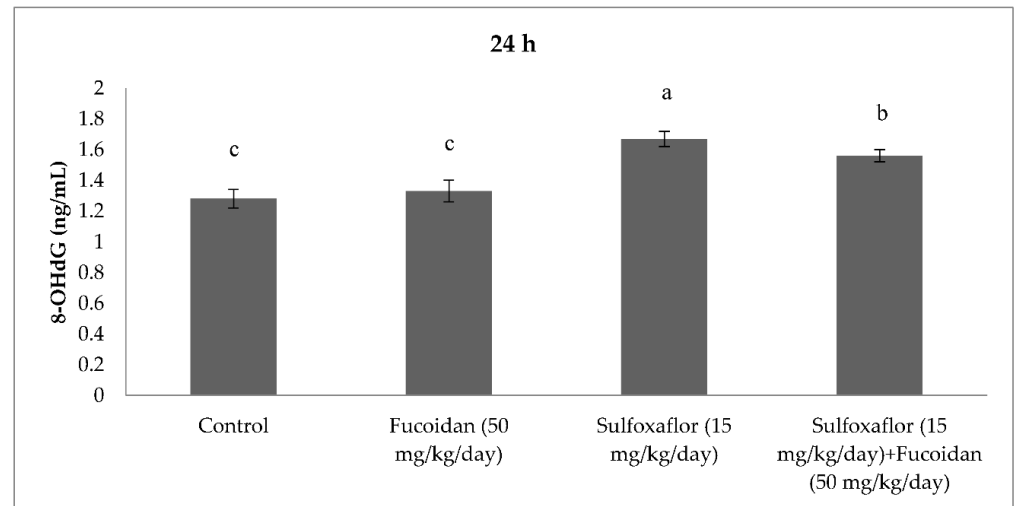 24 h
8-OHdG (ng/mL)
2
1.8
1.6
1.4
1.2
1
0.8
0.6
0.4
0.2
0
c
c
a
b
Control
Fucoidan (50
mg/kg/day)
Sulfoxaflor (15
mg/kg/day)
Sulfoxaflor (15
mg/kg/day)+Fucoidan
(50 mg/kg/day)